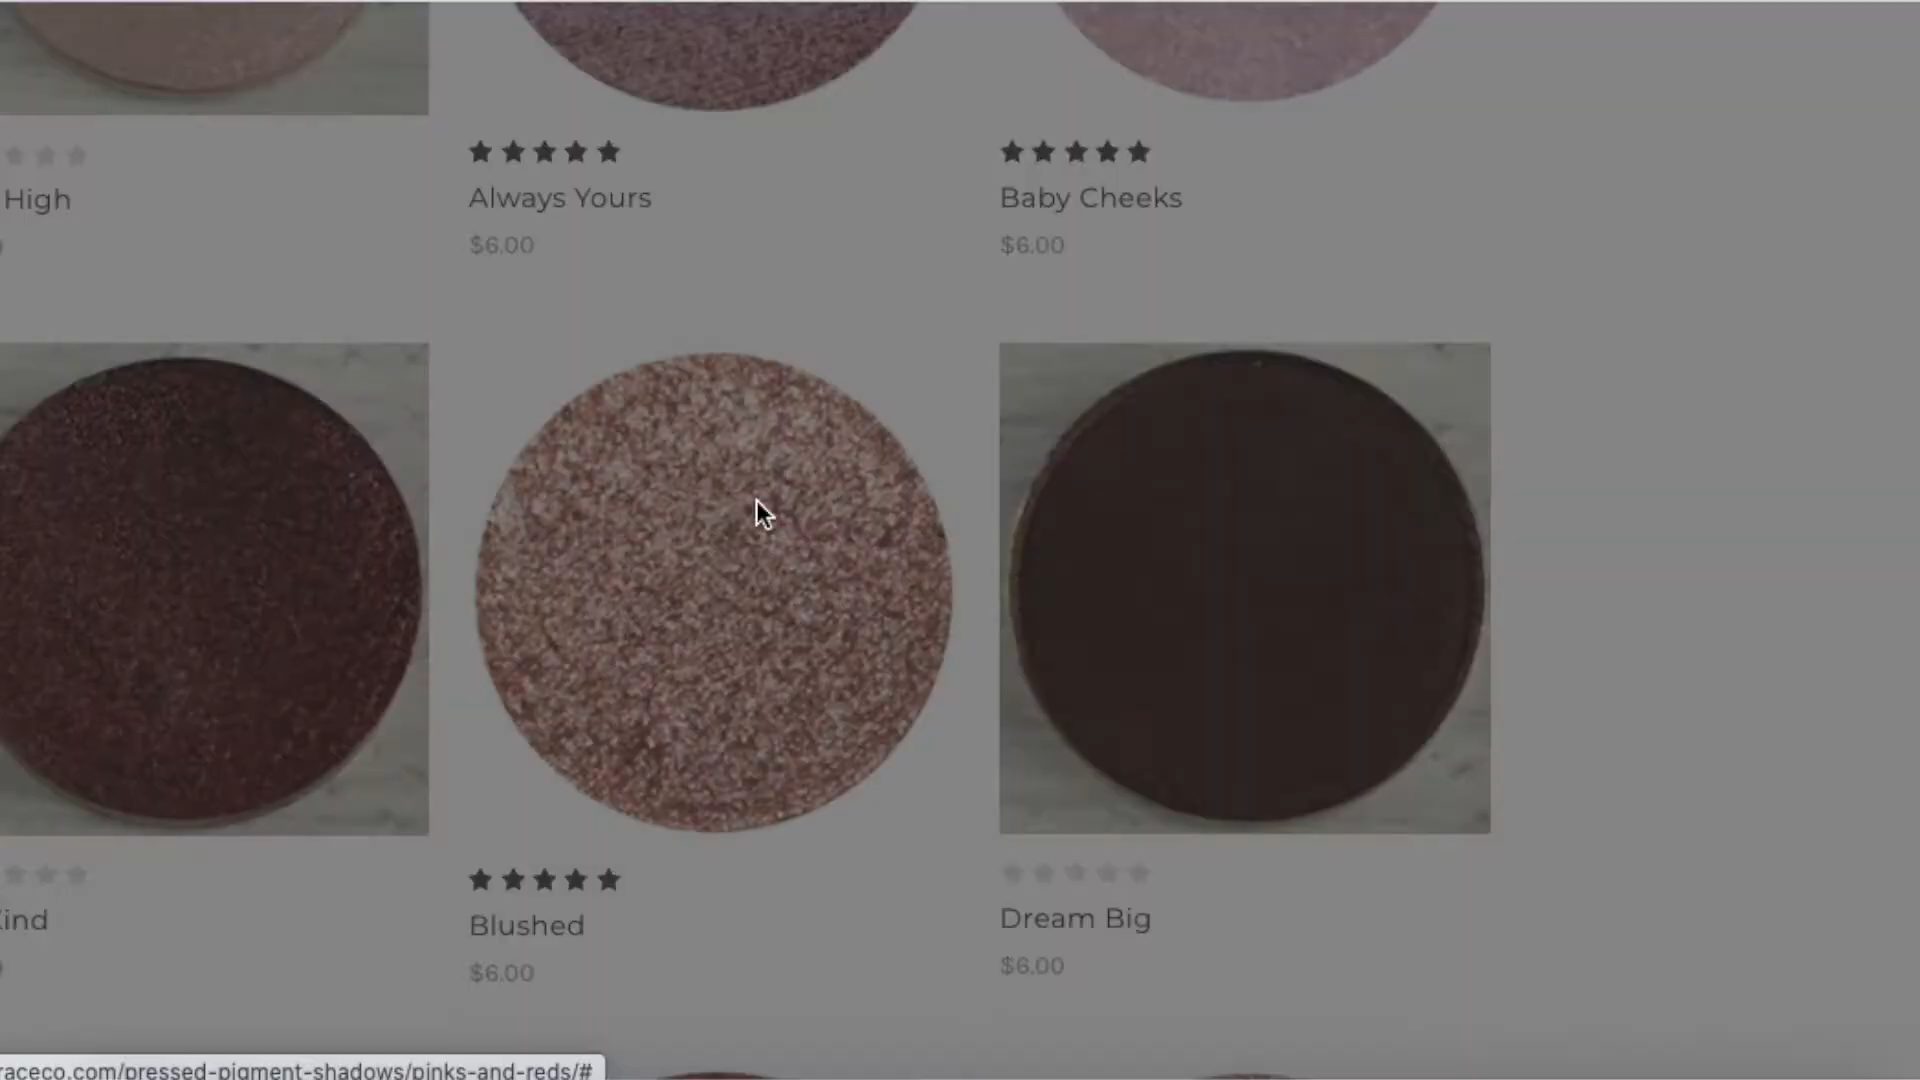 High
Always Yours
Baby Cheeks
$6.00
$6.00
Kind
Blushed
Dream Big
$6.00
$6.00
raceco.com/pressed-pigment-shadows/pinks-and-reds/#